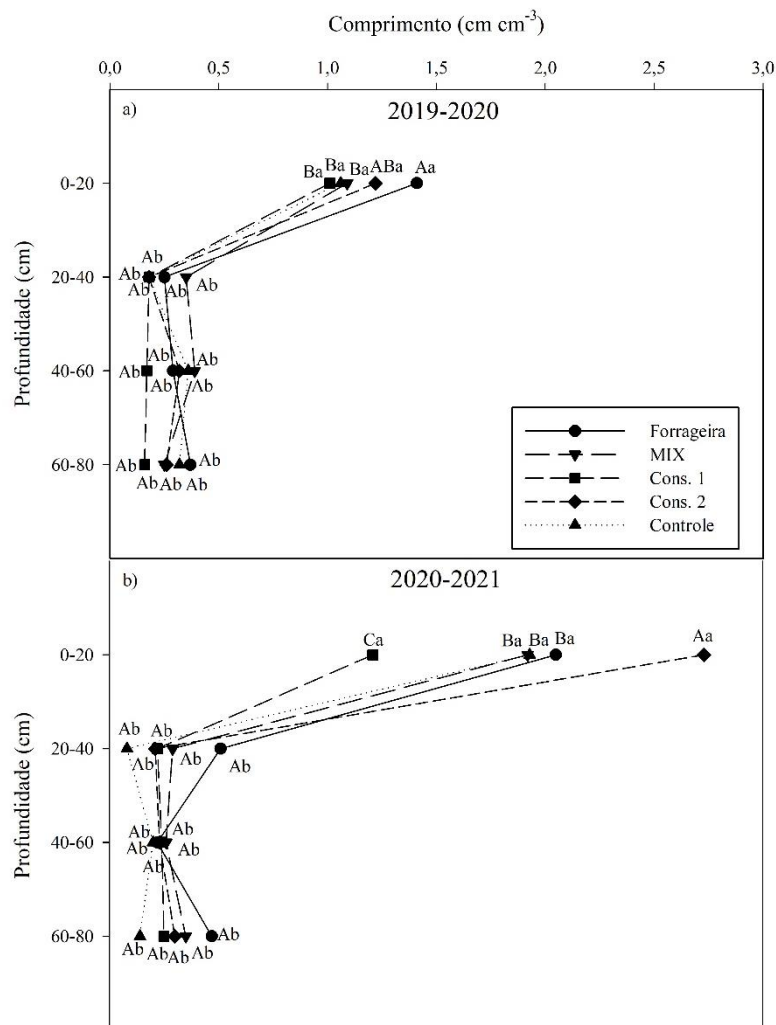 Comprimento (cm cm⁻³)
0,0 0,5 1,0 1,5 2,0 2,5 3,0
a) 2019-2020
Profundidade (cm)
0-20
Ba Ba Ba ABa Aa
20-40
Ab
Ab Ab Ab Ab
40-60
Ab Ab
Ab Ab Ab
60-80
Ab Ab
Ab Ab Ab
Forrageira
MIX
Cons. 1
Cons. 2
Controle
b) 2020-2021
Profundidade (cm)
0-20
Ca Ba Ba Ba Aa
20-40
Ab Ab
Ab Ab Ab
40-60
Ab Ab
Ab Ab
Ab
60-80
Ab
Ab Ab Ab Ab